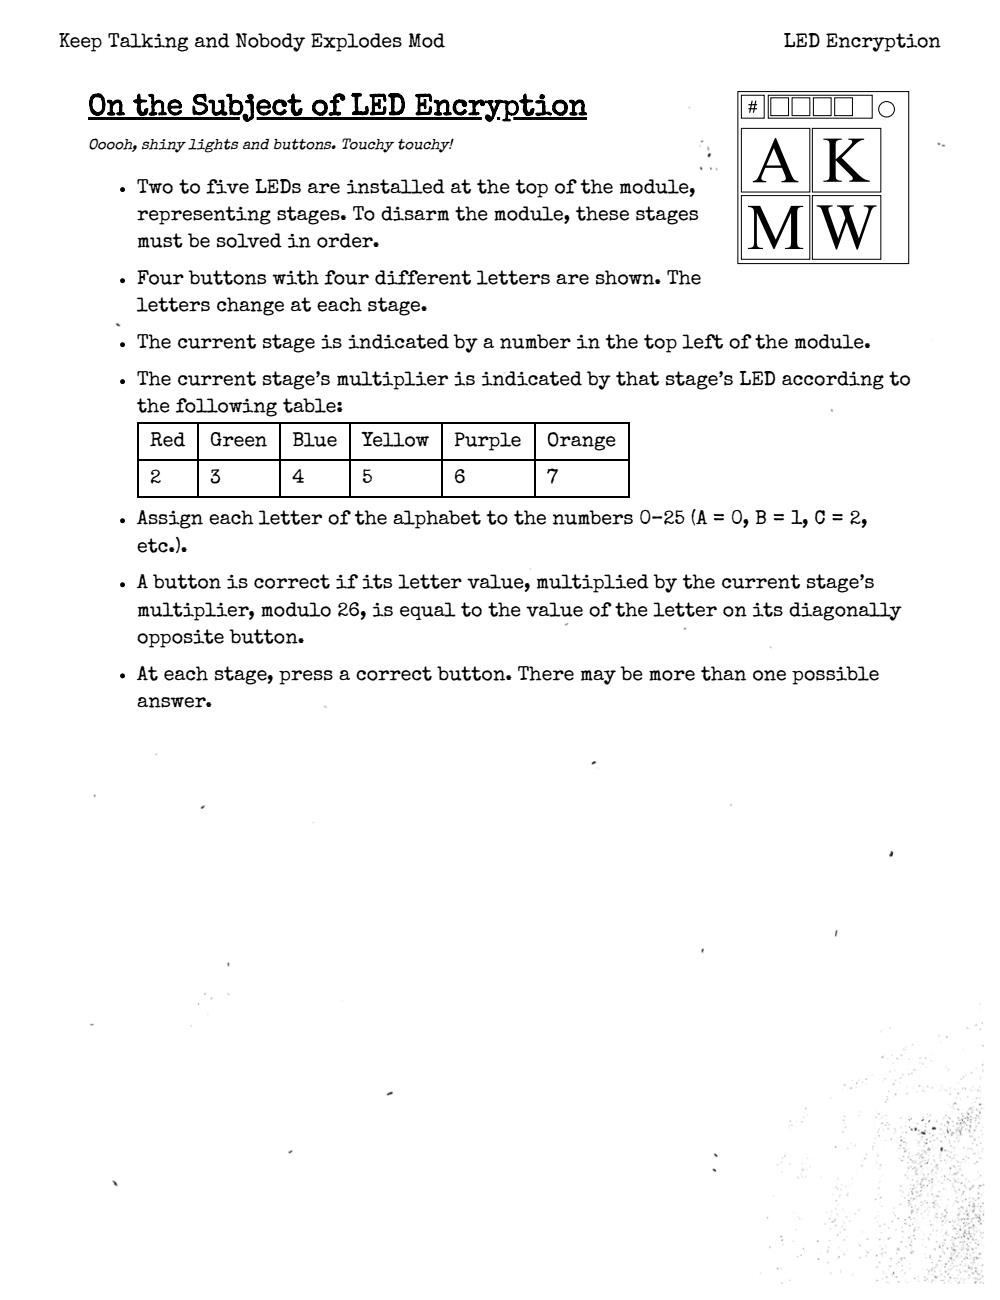 Keep Talking and Nobody Explodes Mod
LED Encryption
On the Subject of LED Encryption
Ooooh, shiny lights and buttons. Touchy touchy!
#
A K
M W
• Two to five LEDs are installed at the top of the module,
representing stages. To disarm the module, these stages
must be solved in order.
• Four buttons with four different letters are shown. The
letters change at each stage.
• The current stage is indicated by a number in the top left of the module.
• The current stage’s multiplier is indicated by that stage’s LED according to
the following table:
Red Green Blue Yellow Purple Orange
2 3 4 5 6 7
• Assign each letter of the alphabet to the numbers 0-25 (A = 0, B = 1, C = 2,
etc.).
• A button is correct if its letter value, multiplied by the current stage’s
multiplier, modulo 26, is equal to the value of the letter on its diagonally
opposite button.
• At each stage, press a correct button. There may be more than one possible
answer.